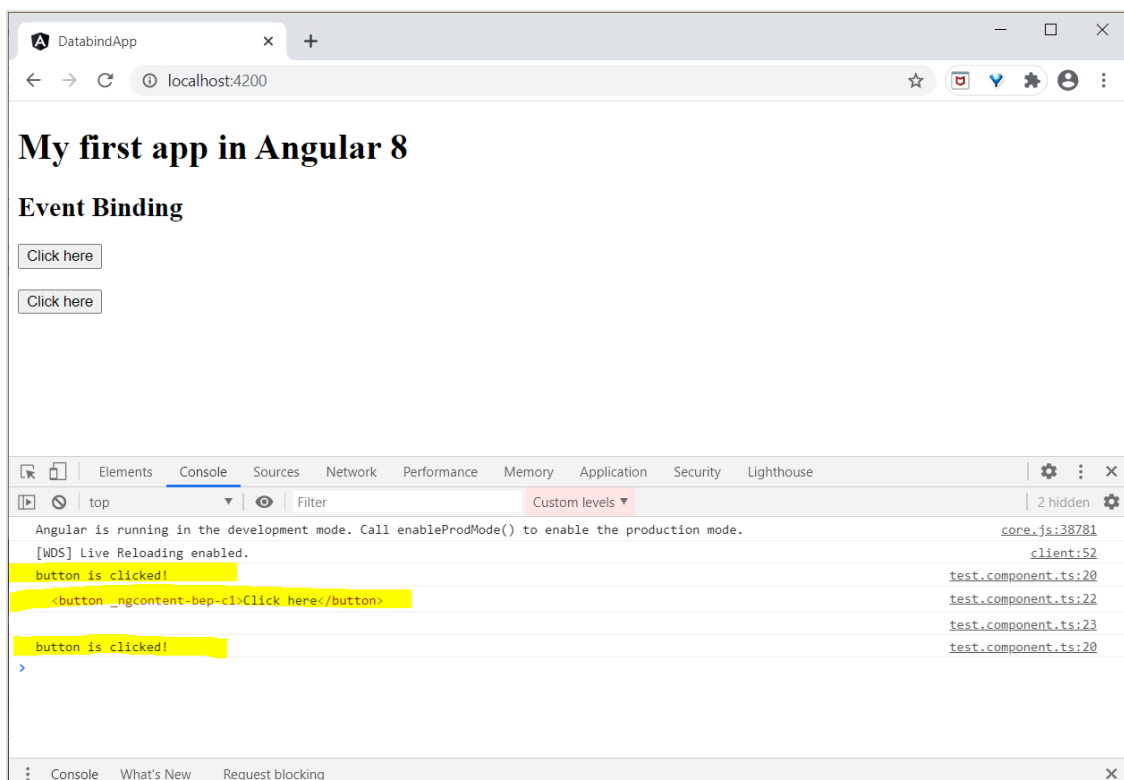 DatabindApp
localhost:4200
My first app in Angular 8
Event Binding
Click here
Click here
Elements Console Sources Network Performance Memory Application Security Lighthouse
top Filter Custom levels 2 hidden
Angular is running in the development mode. Call enableProdMode() to enable the production mode. core.js:38781
[WDS] Live Reloading enabled. client:52
button is clicked! test.component.ts:20
<button _ngcontent-bep-c1>Click here</button> test.component.ts:22
test.component.ts:23
button is clicked! test.component.ts:20
Console What's New Request blocking